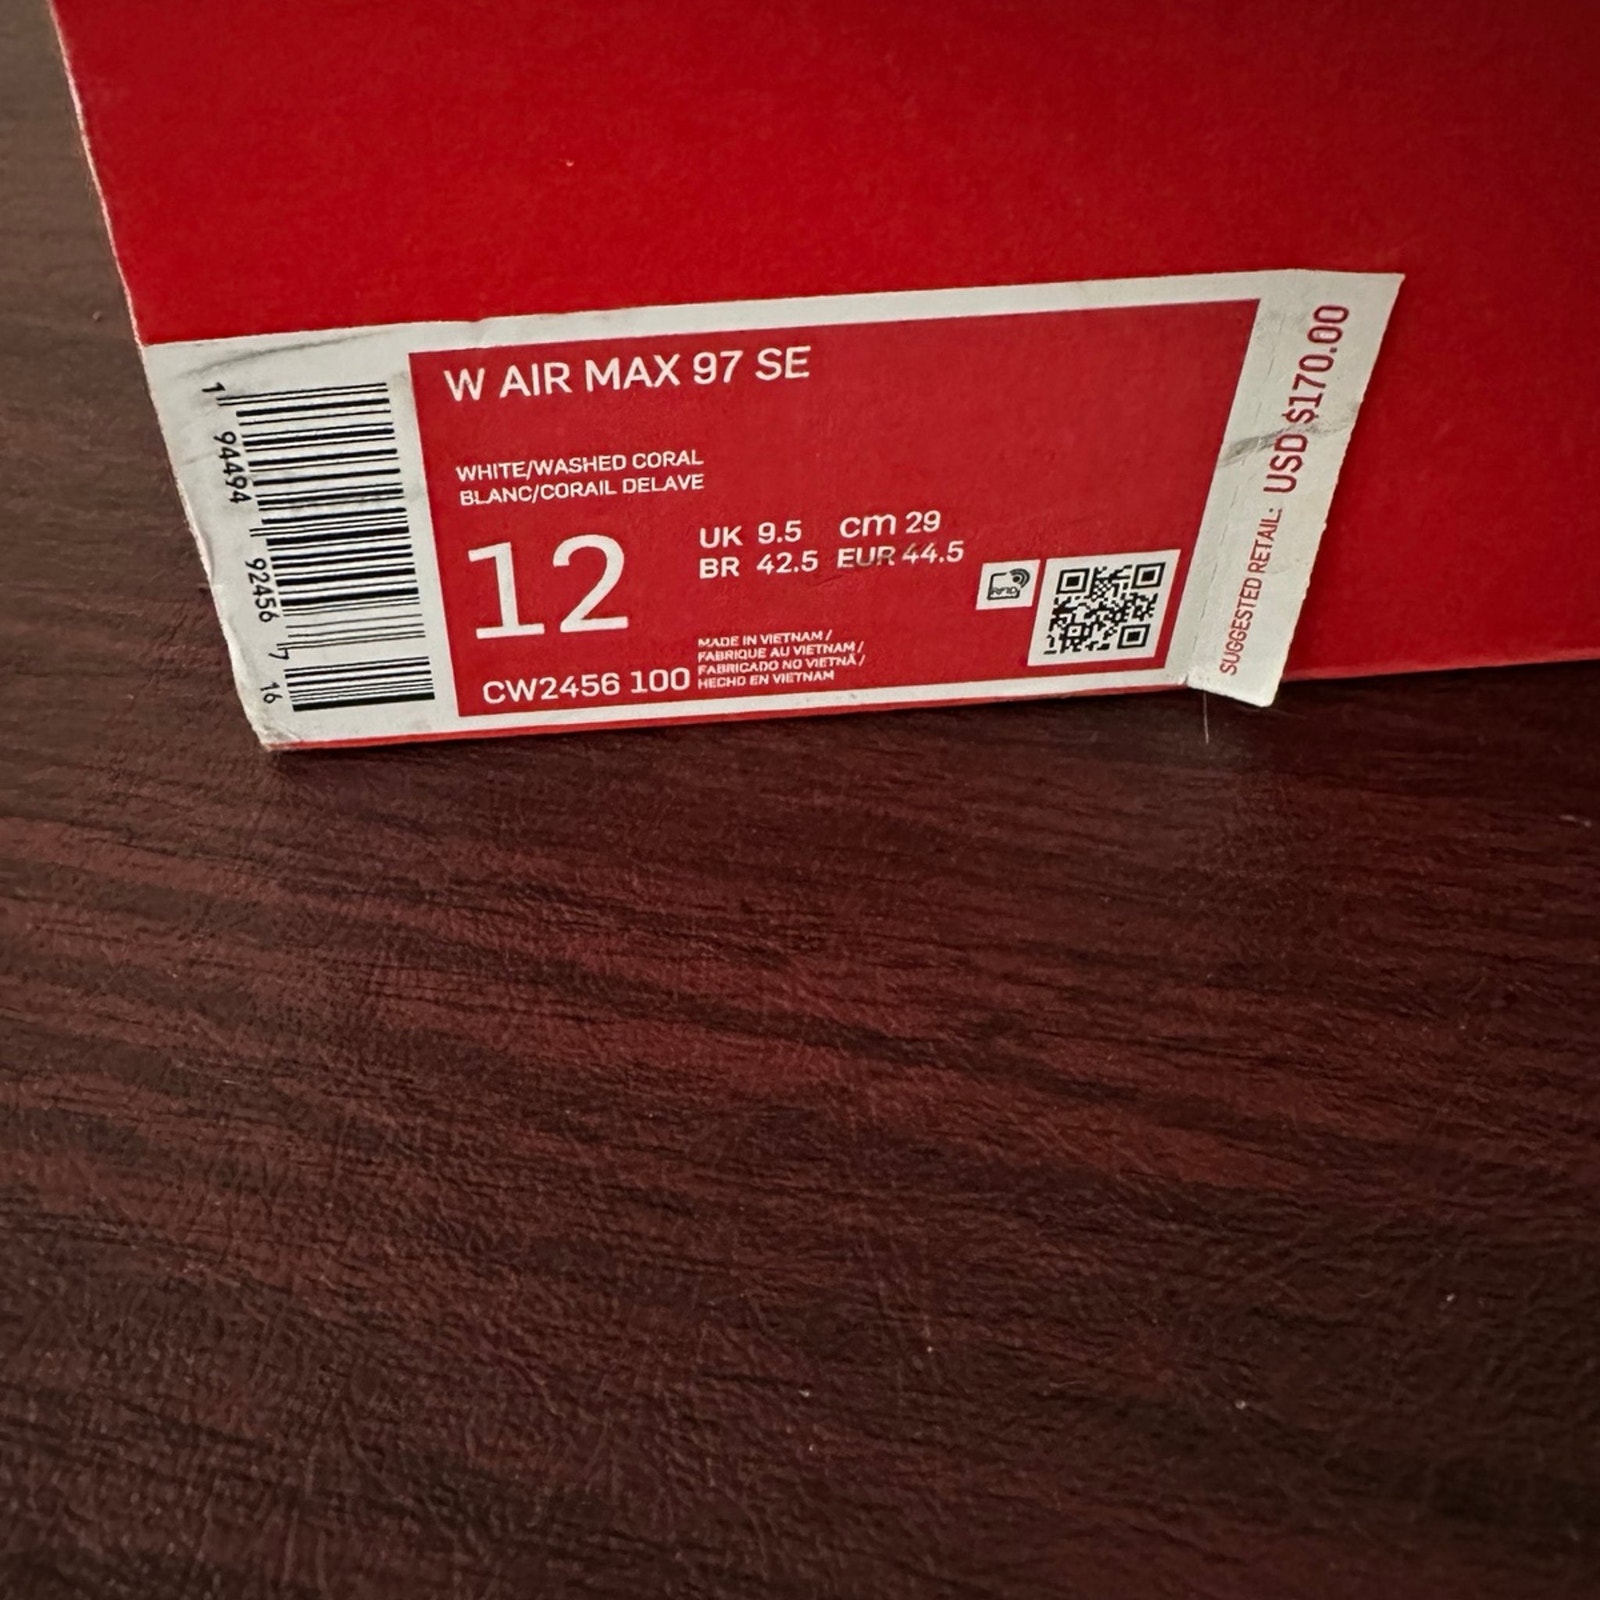 W AIR MAX 97 SE
WHITE/WASHED CORAL
BLANC/CORAIL DELAVE
12
UK 9.5 cm 29
BR 42.5 EUR 44.5
CW2456 100
MADE IN VIETNAM /
FABRIQUE AU VIETNAM /
FABRICADO NO VIETNÃ /
HECHO EN VIETNAM
RFID
1 94494 92456 7 16
SUGGESTED RETAIL: USD $170.00